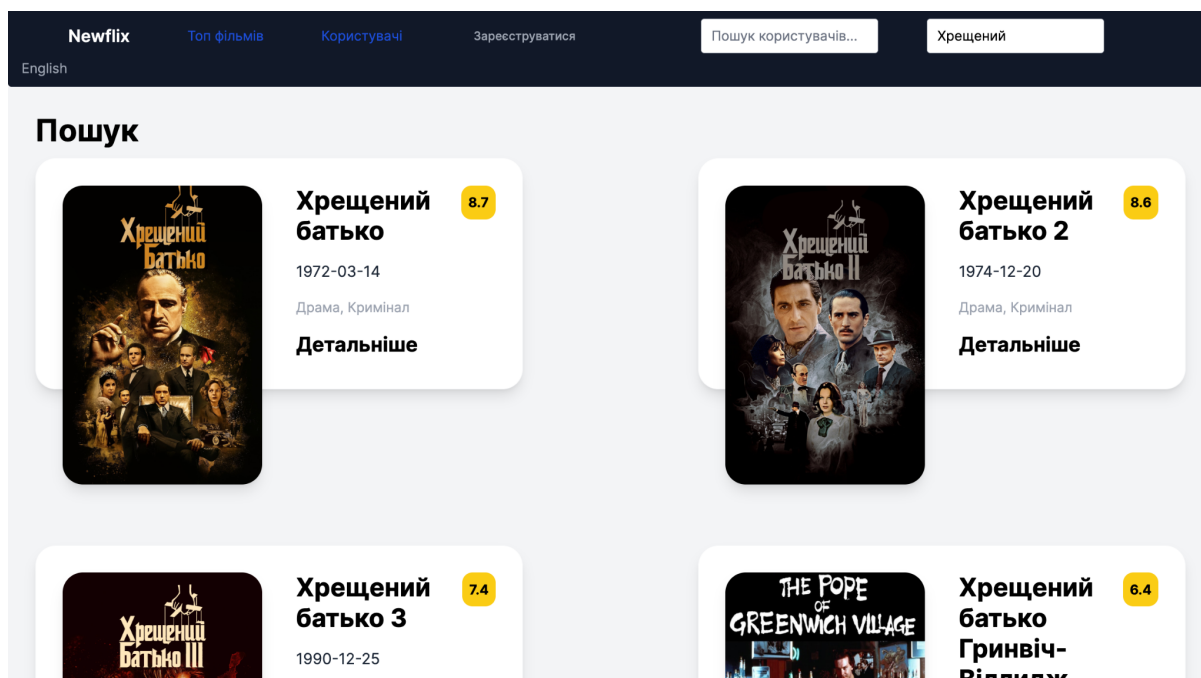 Newflix
Топ фільмів
Користувачі
Зареєструватися
Пошук користувачів...
Хрещений
English
Пошук
Хрещений
Батько
Хрещений
батько
8.7
1972-03-14
Драма, Кримінал
Детальніше
Хрещений
Батько II
Хрещений
батько 2
8.6
1974-12-20
Драма, Кримінал
Детальніше
Хрещений
Батько III
Хрещений
батько 3
7.4
1990-12-25
THE POPE
OF
GREENWICH VILLAGE
Хрещений
батько
Гринвіч-
Вілlидж
6.4